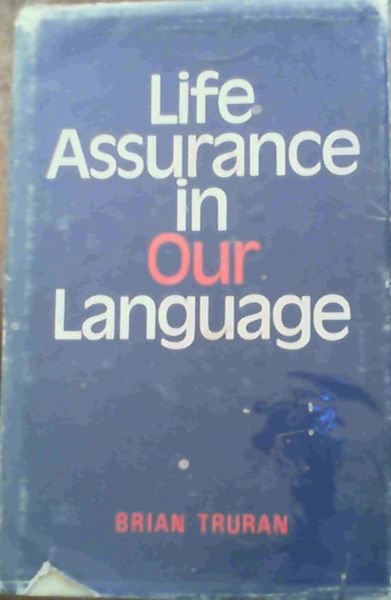 Life
Assurance
in
Our
Language
BRIAN TRURAN